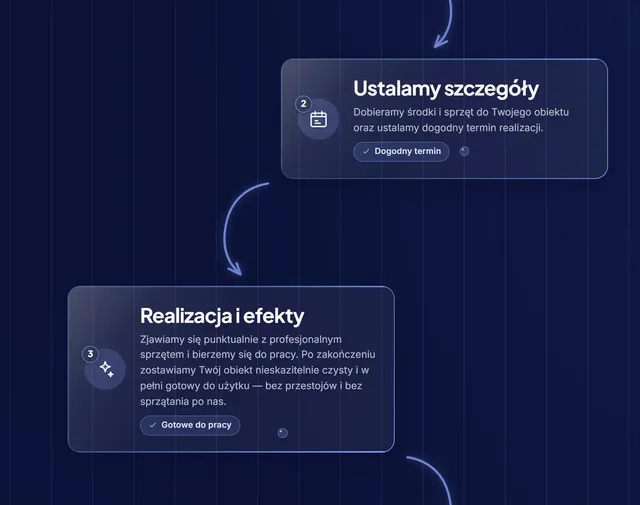 2
Ustalamy szczegóły
Dobieramy środki i sprzęt do Twojego obiektu
oraz ustalamy dogodny termin realizacji.
Dogodny termin
3
Realizacja i efekty
Zjawiamy się punktualnie z profesjonalnym
sprzętem i bierzemy się do pracy. Po zakończeniu
zostawiamy Twój obiekt nieskazitelnie czysty i w
pełni gotowy do użytku — bez przestojów i bez
sprzątania po nas.
Gotowe do pracy